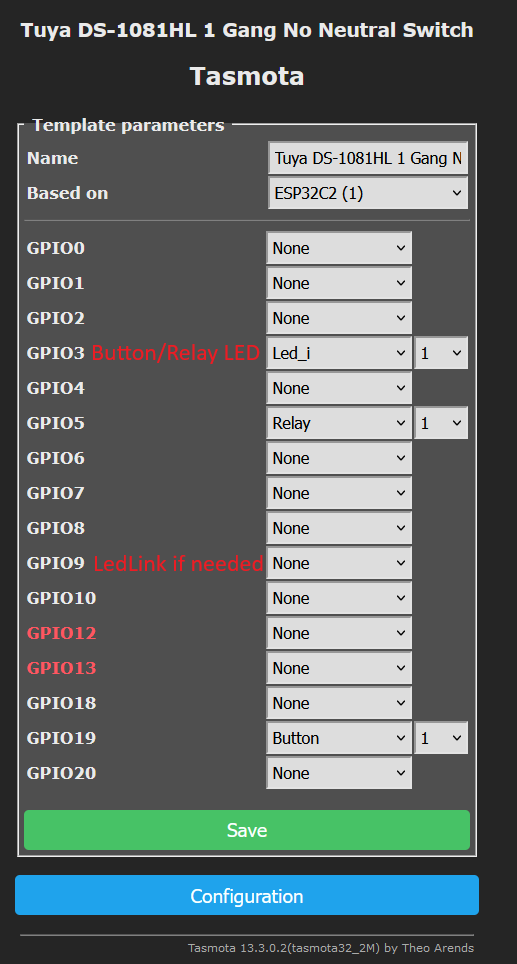 Tuya DS-1081HL 1 Gang No Neutral Switch
Tasmota
Template parameters
Name Tuya DS-1081HL 1 Gang N
Based on ESP32C2 (1)
GPIO0 None
GPIO1 None
GPIO2 None
GPIO3 Button/Relay LED Led_i 1
GPIO4 None
GPIO5 Relay 1
GPIO6 None
GPIO7 None
GPIO8 None
GPIO9 LedLink if needed None
GPIO10 None
GPIO12 None
GPIO13 None
GPIO18 None
GPIO19 Button 1
GPIO20 None
Save
Configuration
Tasmota 13.3.0.2(tasmota32_2M) by Theo Arends